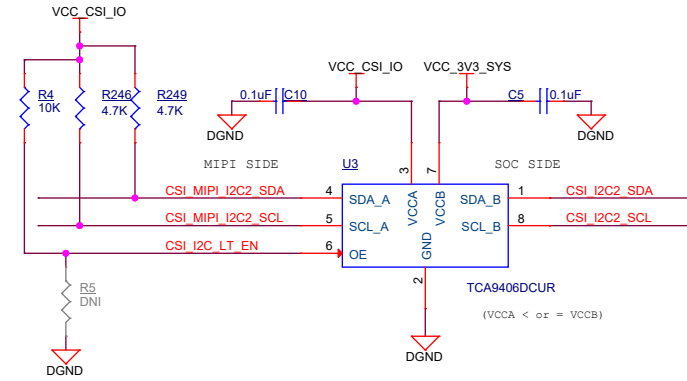 VCC_CSI_IO
R4
10K
R246
4.7K
R249
4.7K
VCC_CSI_IO
VCC_3V3_SYS
0.1uF
C10
C5
0.1uF
DGND
DGND
MIPI SIDE
U3
3
7
SOC SIDE
CSI_MIPI_I2C2_SDA
4
SDA_A
VCCA
VCCB
SDA_B
1
CSI_I2C2_SDA
CSI_MIPI_I2C2_SCL
5
SCL_A
SCL_B
8
CSI_I2C2_SCL
CSI_I2C_LT_EN
6
OE
GND
2
TCA9406DCUR
(VCCA < or = VCCB)
R5
DNI
DGND
DGND